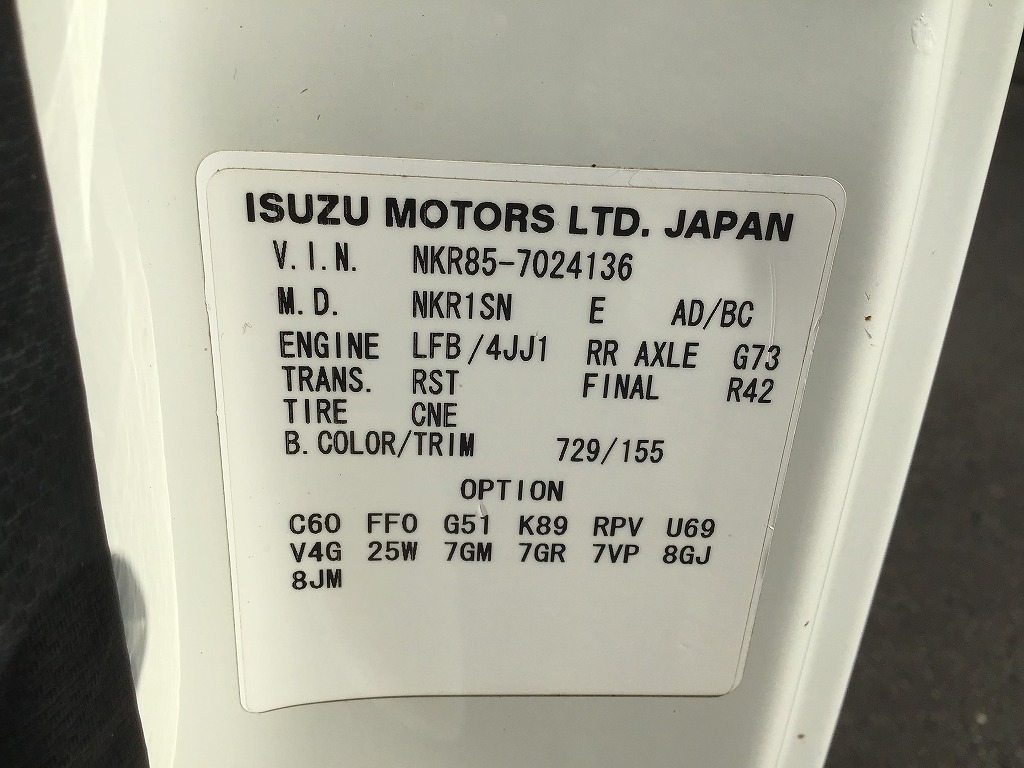 ISUZU MOTORS LTD. JAPAN
V.I.N. NKR85-7024136
M.D. NKR1SN E AD/BC
ENGINE LFB/4JJ1 RR AXLE G73
TRANS. RST FINAL R42
TIRE CNE
B.COLOR/TRIM 729/155
OPTION
C60 FF0 G51 K89 RPV U69
V4G 25W 7GM 7GR 7VP 8GJ
8JM